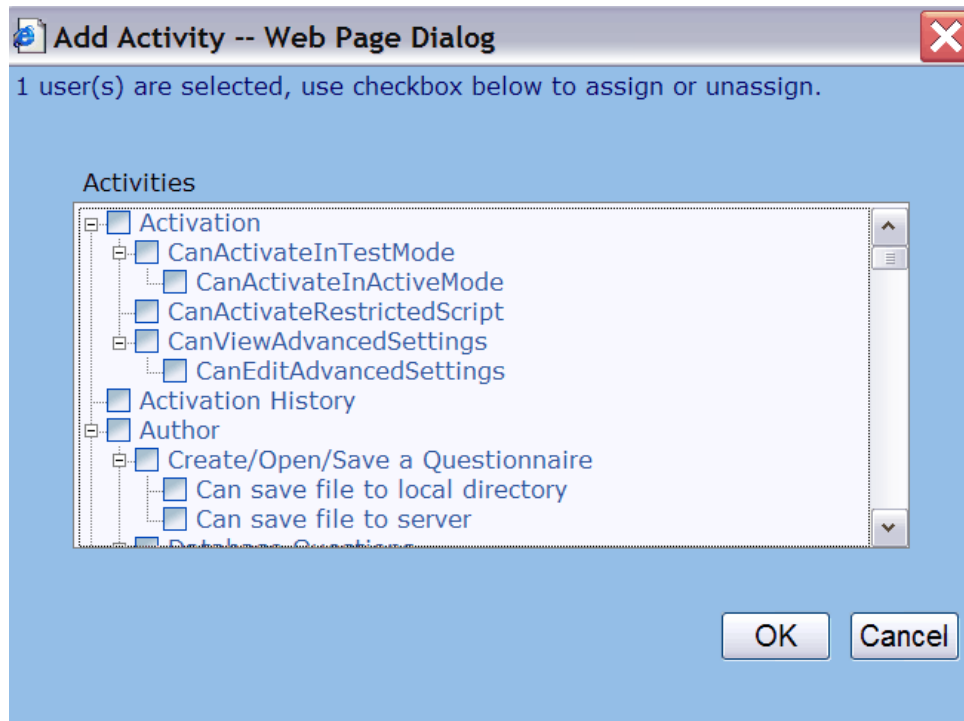 Add Activity -- Web Page Dialog
1 user(s) are selected, use checkbox below to assign or unassign.
Activities
Activation
CanActivateInTestMode
CanActivateInActiveMode
CanActivateRestrictedScript
CanViewAdvancedSettings
CanEditAdvancedSettings
Activation History
Author
Create/Open/Save a Questionnaire
Can save file to local directory
Can save file to server
Database Questions
OK Cancel